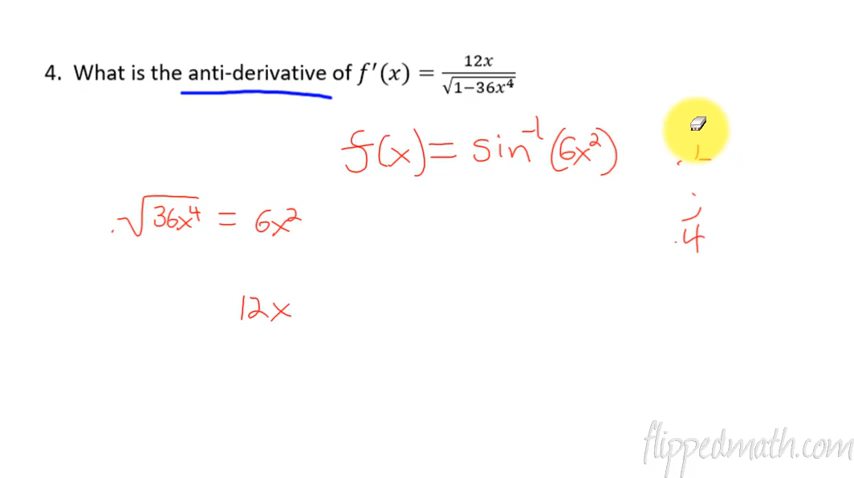 4. What is the anti-derivative of f′(x) = 12x / √(1−36x⁴)
f(x) = sin⁻¹(6x²)
.√36x⁴ = 6x²
.4
12x
flippedmath.com